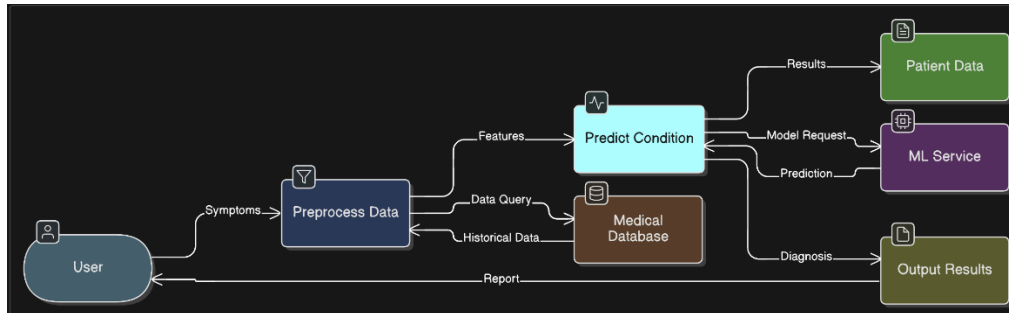 Results
Patient Data
Features
Predict Condition
Model Request
ML Service
Prediction
Symptoms
Preprocess Data
Data Query
Medical
Database
Historical Data
User
Diagnosis
Output Results
Report